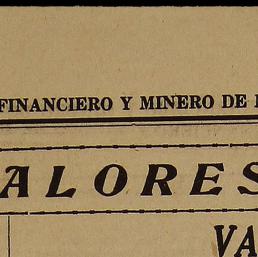 FINANCIERO Y MINERO DE
ALORES
VA